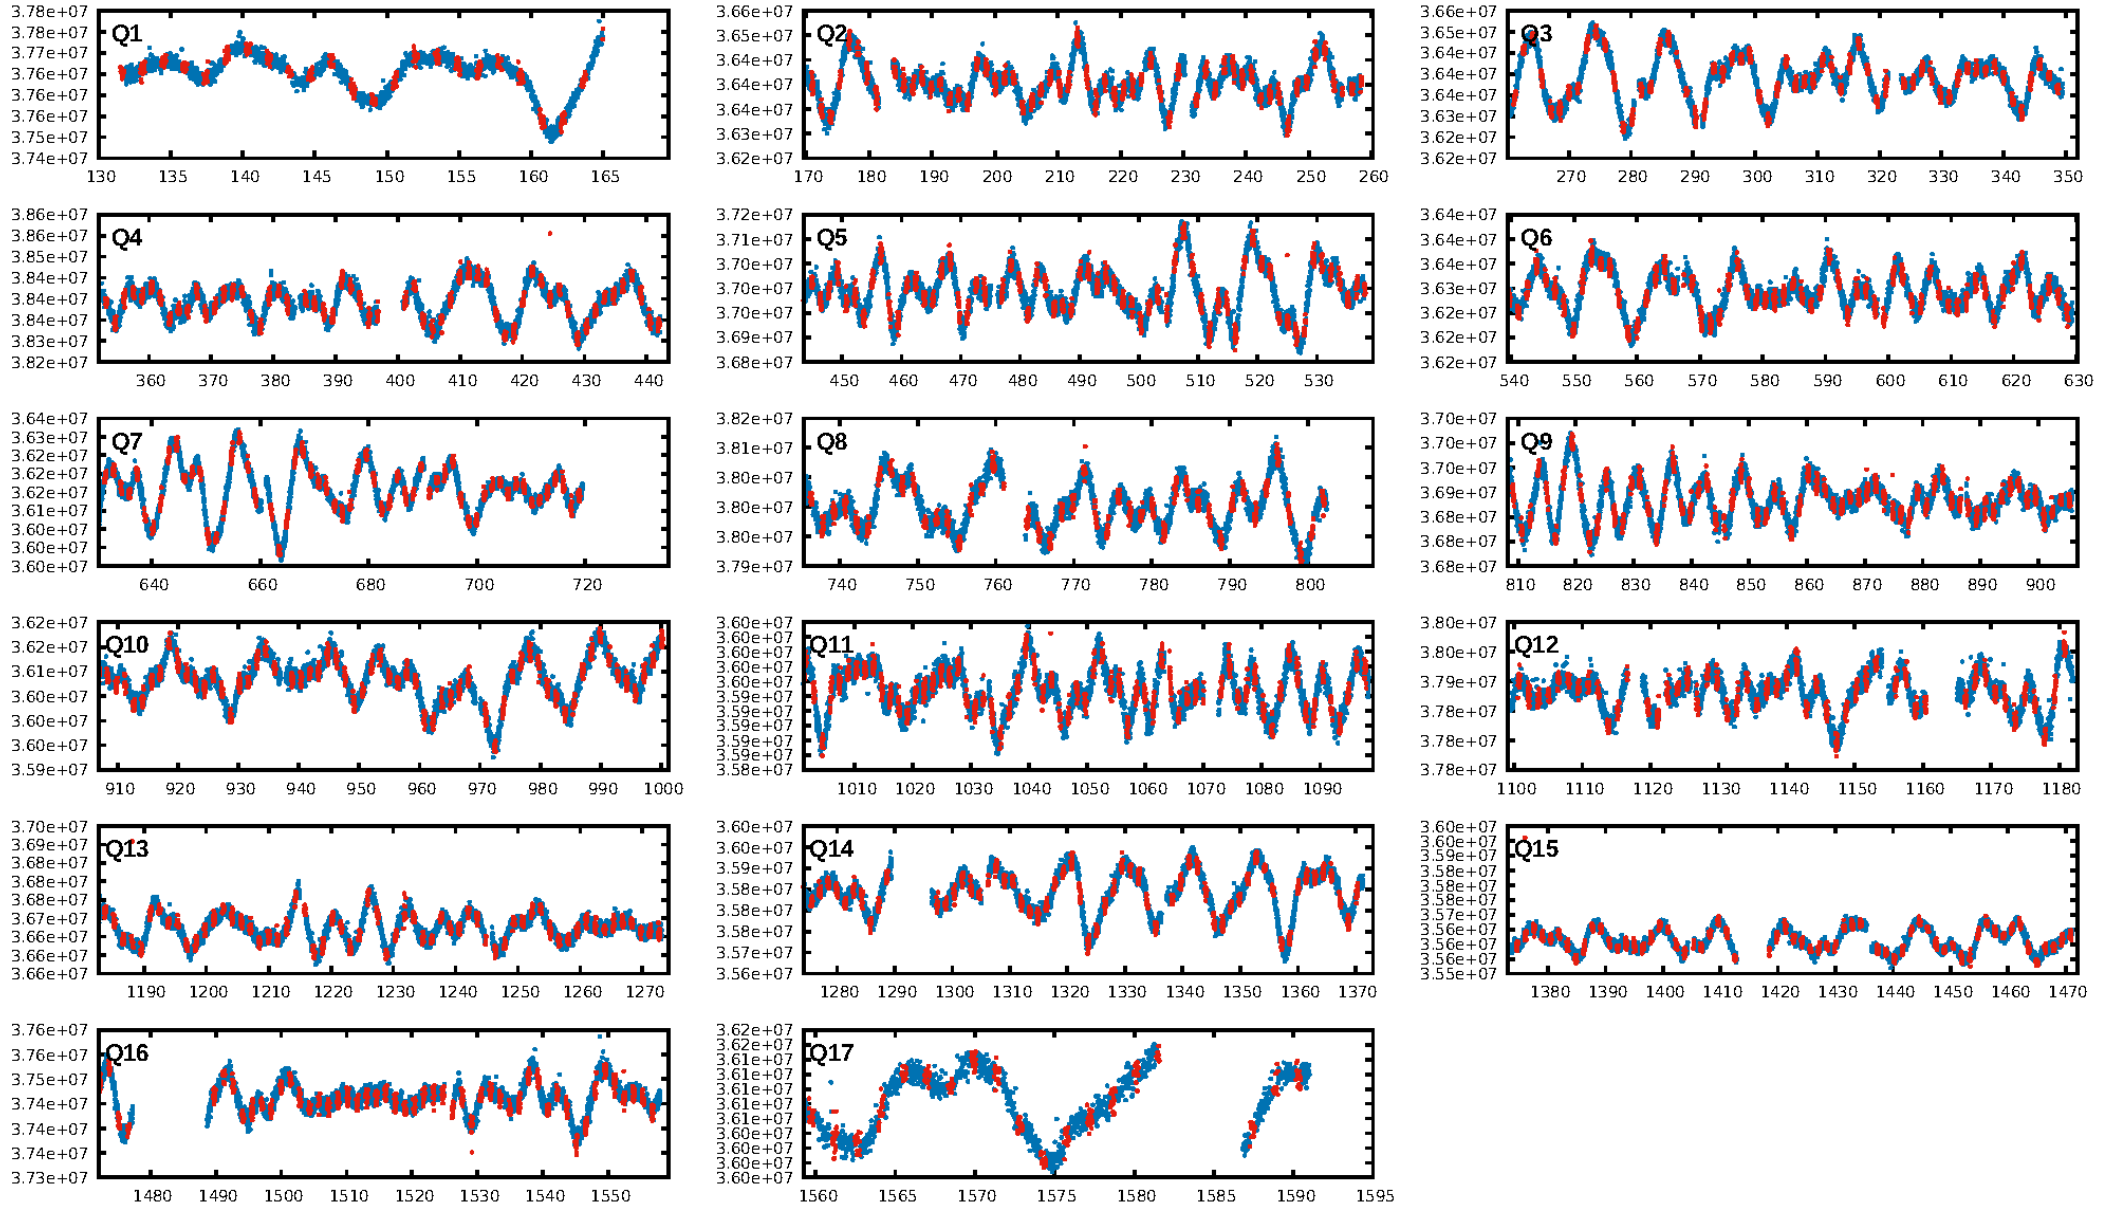 3.78e+07 3.78e+07 3.77e+07 3.76e+07 3.76e+07 3.75e+07 3.75e+07 3.74e+07
Q1
130 135 140 145 150 155 160 165
3.66e+07 3.65e+07 3.64e+07 3.64e+07 3.63e+07 3.62e+07
Q2
170 180 190 200 210 220 230 240 250 260
3.66e+07 3.65e+07 3.64e+07 3.64e+07 3.63e+07 3.62e+07 3.62e+07
Q3
270 280 290 300 310 320 330 340 350
3.86e+07 3.86e+07 3.85e+07 3.84e+07 3.84e+07 3.84e+07 3.83e+07 3.82e+07
Q4
360 370 380 390 400 410 420 430 440
3.72e+07 3.71e+07 3.70e+07 3.70e+07 3.70e+07 3.69e+07 3.68e+07
Q5
450 460 470 480 490 500 510 520 530
3.64e+07 3.64e+07 3.64e+07 3.63e+07 3.62e+07 3.62e+07 3.62e+07
Q6
540 550 560 570 580 590 600 610 620 630
3.64e+07 3.63e+07 3.62e+07 3.62e+07 3.62e+07 3.61e+07 3.60e+07 3.60e+07 3.60e+07
Q7
640 660 680 700 720
3.82e+07 3.81e+07 3.80e+07 3.80e+07 3.80e+07 3.79e+07
Q8
740 750 760 770 780 790 800
3.70e+07 3.70e+07 3.70e+07 3.69e+07 3.68e+07 3.68e+07 3.68e+07
Q9
810 820 830 840 850 860 870 880 890 900
3.62e+07 3.62e+07 3.61e+07 3.60e+07 3.60e+07 3.60e+07 3.59e+07
Q10
910 920 930 940 950 960 970 980 990 1000
3.60e+07 3.60e+07 3.60e+07 3.60e+07 3.60e+07 3.59e+07 3.59e+07 3.59e+07 3.59e+07 3.59e+07 3.58e+07
Q11
1010 1020 1030 1040 1050 1060 1070 1080 1090
3.80e+07 3.80e+07 3.79e+07 3.78e+07 3.78e+07 3.78e+07
Q12
1100 1110 1120 1130 1140 1150 1160 1170 1180
3.70e+07 3.69e+07 3.68e+07 3.68e+07 3.68e+07 3.67e+07 3.66e+07 3.66e+07 3.66e+07
Q13
1190 1200 1210 1220 1230 1240 1250 1260 1270
3.60e+07 3.60e+07 3.59e+07 3.58e+07 3.58e+07 3.58e+07 3.57e+07 3.56e+07
Q14
1280 1290 1300 1310 1320 1330 1340 1350 1360 1370
3.60e+07 3.60e+07 3.59e+07 3.59e+07 3.58e+07 3.58e+07 3.57e+07 3.56e+07 3.56e+07 3.56e+07 3.55e+07
Q15
1380 1390 1400 1410 1420 1430 1440 1450 1460 1470
3.76e+07 3.76e+07 3.75e+07 3.74e+07 3.74e+07 3.74e+07 3.73e+07
Q16
1480 1490 1500 1510 1520 1530 1540 1550
3.62e+07 3.62e+07 3.61e+07 3.61e+07 3.61e+07 3.61e+07 3.61e+07 3.60e+07 3.60e+07 3.60e+07 3.60e+07
Q17
1560 1565 1570 1575 1580 1585 1590 1595